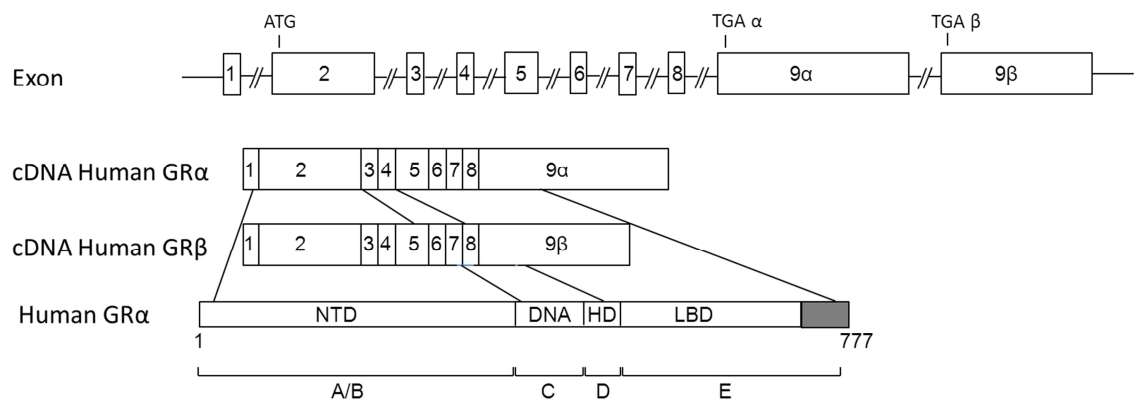 ATG TGA α TGA β
Exon 1 2 3 4 5 6 7 8 9α 9β
cDNA Human GRα 1 2 3 4 5 6 7 8 9α
cDNA Human GRβ 1 2 3 4 5 6 7 8 9β
Human GRα NTD DNA HD LBD
1 777
A/B C D E